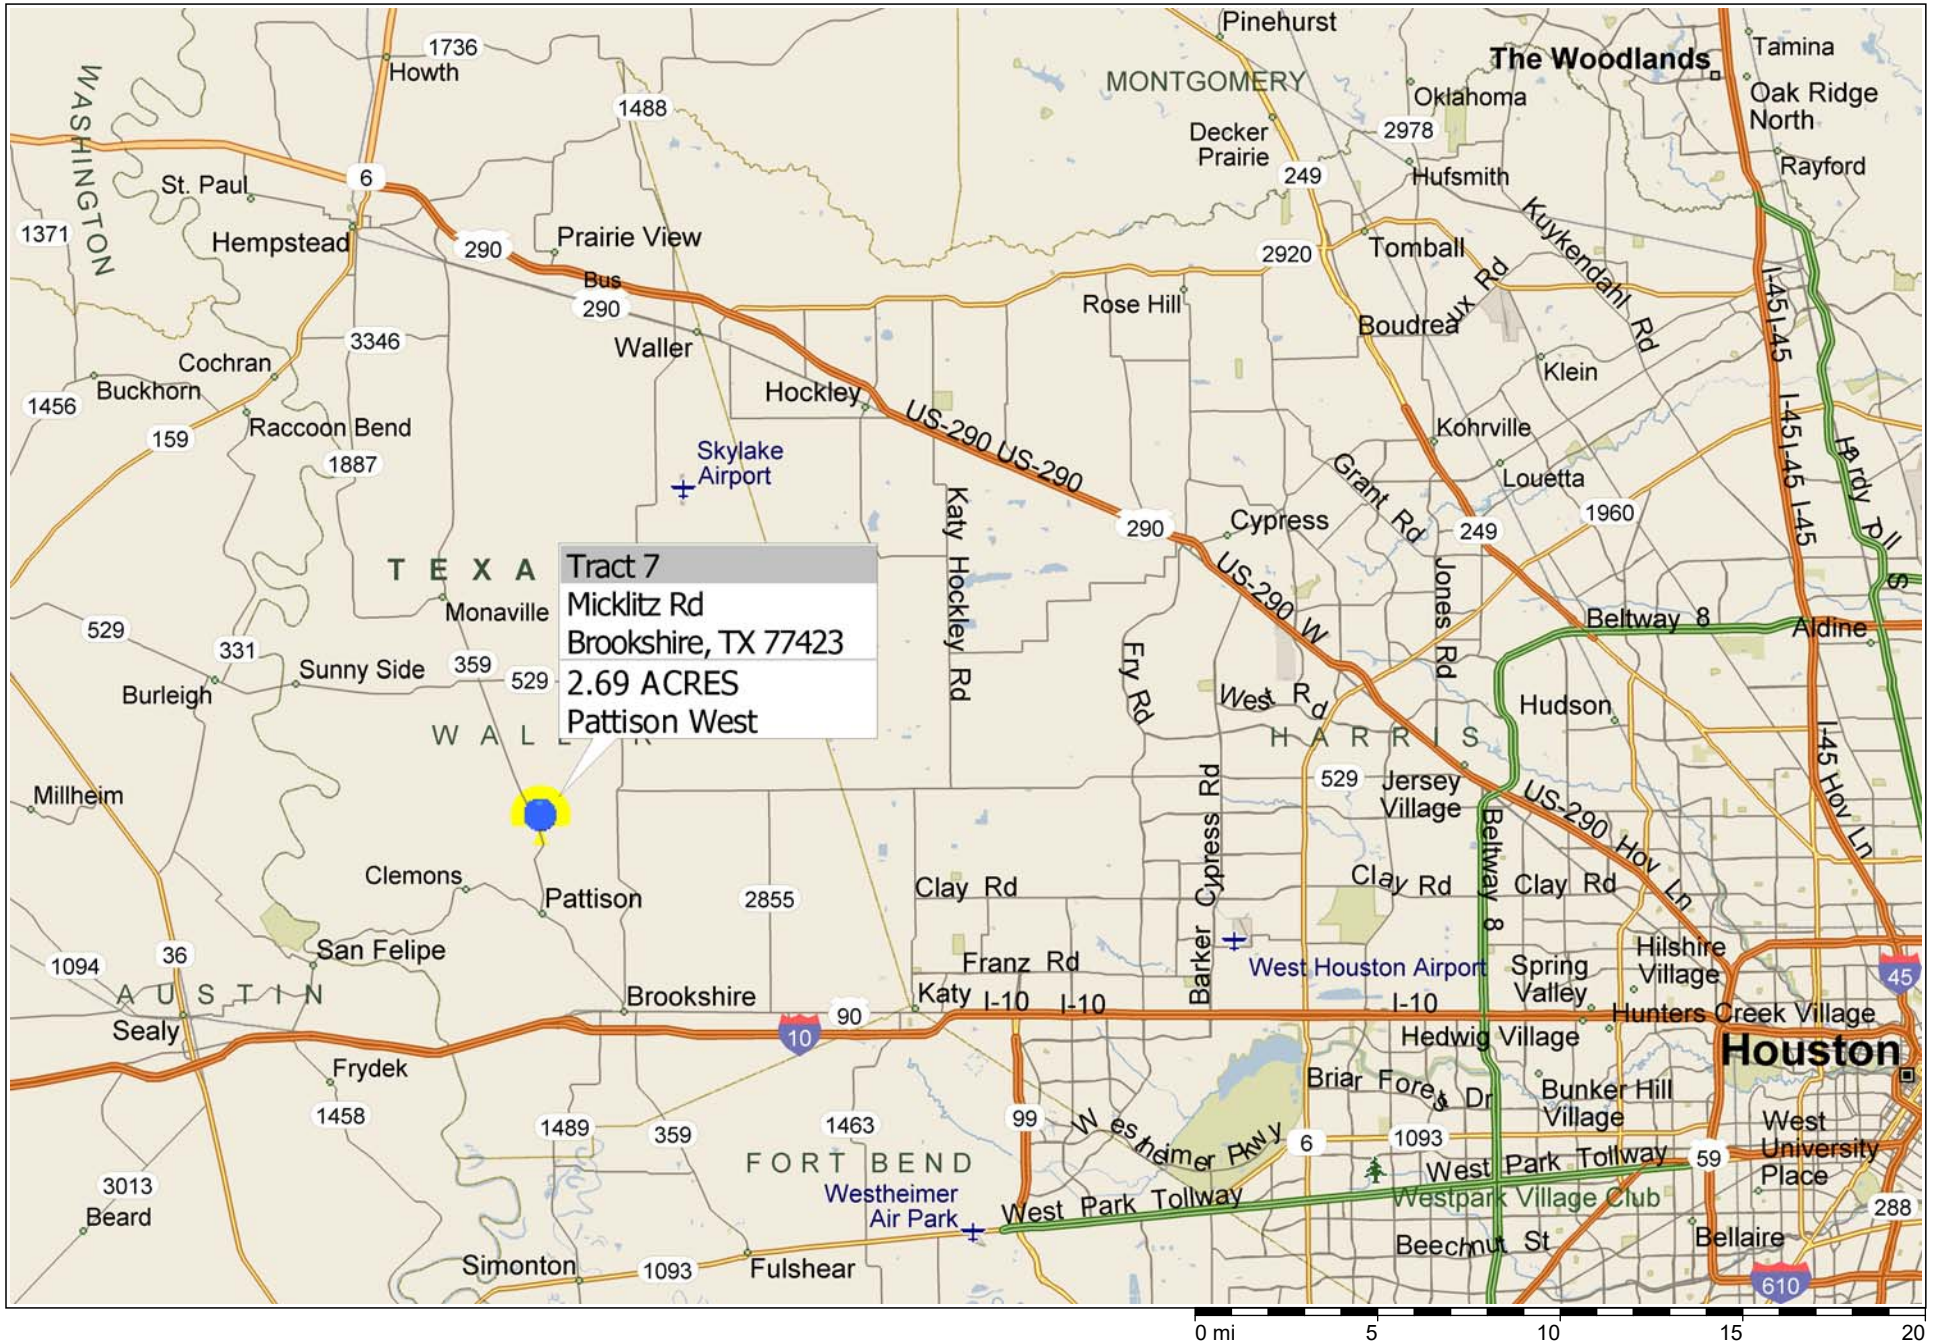 Pinehurst
1736
Howth
The Woodlands
Tamina
WASHINGTON
MONTGOMERY
1488
Oklahoma
Oak Ridge
North
Decker
Prairie
2978
Rayford
6
249
Hufsmith
St. Paul
1371
Hempstead
290
Prairie View
Kuykendahl Rd
2920
Tomball
Bus
290
Rose Hill
Boudreaux Rd
I-45 I-45
3346
Waller
Cochran
Buckhorn
Klein
1456
Hockley
159
Raccoon Bend
US-290 US-290
Kohrville
I-45 I-45 I-45
Hardy Toll
S
1887
Skylake
Airport
Grant Rd
Louetta
Katy Hockley Rd
290
Cypress
249
1960
TEXA
Tract 7
Micklitz Rd
Brookshire, TX 77423
2.69 ACRES
Pattison West
US-290 W
Jones Rd
Monaville
Beltway 8
Aldine
529
331
Sunny Side
359
529
Fry Rd
Burleigh
West Rd
Hudson
WALL R
HARRIS
I-45 Hov Ln
Millheim
529
Jersey
Village
US-290 Hov Ln
Barker Cypress Rd
Beltway 8
Clemons
Pattison
2855
Clay Rd
Clay Rd
Clay Rd
36
San Felipe
1094
Franz Rd
West Houston Airport
Spring
Valley
Hilshire
Village
45
AUSTIN
Brookshire
Katy
I-10
I-10
I-10
90
10
Sealy
Hunters Creek Village
Hedwig Village
Houston
Frydek
Briar Forest Dr
Bunker Hill
Village
1458
1489
359
1463
99
Westheimer Pkwy
6
1093
West
University
Place
FORT BEND
West Park Tollway
59
3013
Westheimer
Air Park
West Park Tollway
Westpark Village Club
288
Beard
Beechnut St
Bellaire
Simonton
1093
Fulshear
610
0 mi
5
10
15
20